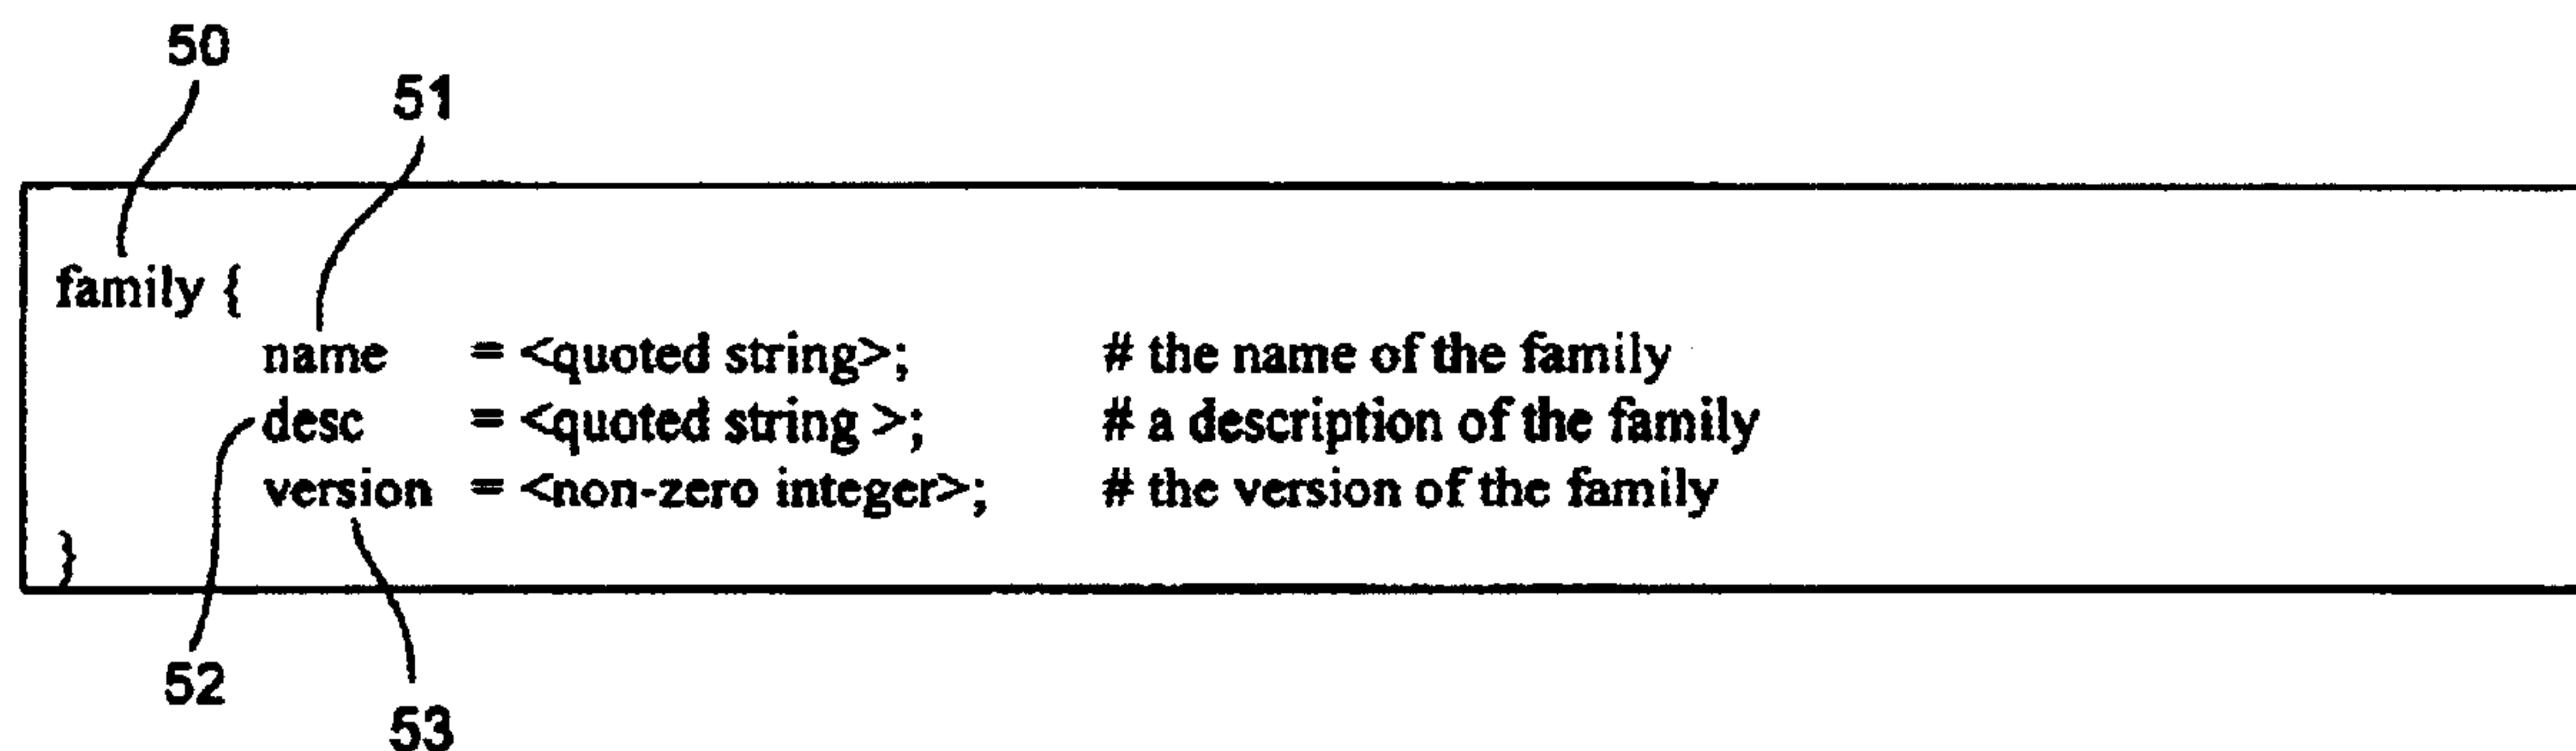 50
51
family {
name = <quoted string>; # the name of the family
desc = <quoted string >; # a description of the family
version = <non-zero integer>; # the version of the family
}
52
53